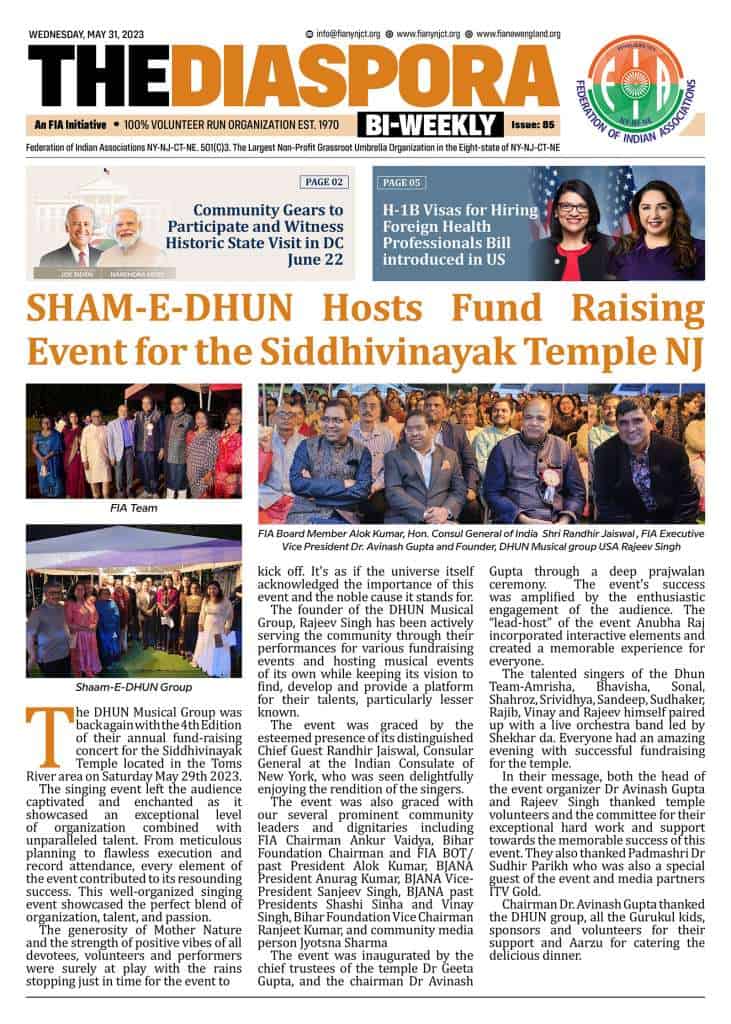 WEDNESDAY, MAY 31, 2023
info@fianynjct.org www.fianynjct.org www.fianewengland.org
THEDIASPORA
An FIA Initiative • 100% VOLUNTEER RUN ORGANIZATION EST. 1970
BI-WEEKLY
Issue: 85
Federation of Indian Associations NY-NJ-CT-NE. 501(C)3. The Largest Non-Profit Grassroot Umbrella Organization in the Eight-state of NY-NJ-CT-NE
FIA
NY-NJ-NE
FEDERATION OF INDIAN ASSOCIATIONS
PAGE 02
Community Gears to
Participate and Witness
Historic State Visit in DC
June 22
JOE BIDEN
NARENDRA MODI
PAGE 05
H-1B Visas for Hiring
Foreign Health
Professionals Bill
introduced in US
SHAM-E-DHUN Hosts Fund Raising
Event for the Siddhivinayak Temple NJ
FIA Team
Shaam-E-DHUN Group
FIA Board Member Alok Kumar, Hon. Consul General of India Shri Randhir Jaiswal, FIA Executive
Vice President Dr. Avinash Gupta and Founder, DHUN Musical group USA Rajeev Singh
The DHUN Musical Group was
back again with the 4th Edition
of their annual fund-raising
concert for the Siddhivinayak
Temple located in the Toms
River area on Saturday May 29th 2023.
The singing event left the audience
captivated and enchanted as it
showcased an exceptional level
of organization combined with
unparalleled talent. From meticulous
planning to flawless execution and
record attendance, every element of
the event contributed to its resounding
success. This well-organized singing
event showcased the perfect blend of
organization, talent, and passion.
The generosity of Mother Nature
and the strength of positive vibes of all
devotees, volunteers and performers
were surely at play with the rains
stopping just in time for the event to
kick off. It's as if the universe itself
acknowledged the importance of this
event and the noble cause it stands for.
The founder of the DHUN Musical
Group, Rajeev Singh has been actively
serving the community through their
performances for various fundraising
events and hosting musical events
of its own while keeping its vision to
find, develop and provide a platform
for their talents, particularly lesser
known.
The event was graced by the
esteemed presence of its distinguished
Chief Guest Randhir Jaiswal, Consular
General at the Indian Consulate of
New York, who was seen delightfully
enjoying the rendition of the singers.
The event was also graced with
our several prominent community
leaders and dignitaries including
FIA Chairman Ankur Vaidya, Bihar
Foundation Chairman and FIA BOT/
past President Alok Kumar, BJANA
President Anurag Kumar, BJANA Vice-
President Sanjeev Singh, BJANA past
Presidents Shashi Sinha and Vinay
Singh, Bihar Foundation Vice Chairman
Ranjeet Kumar, and community media
person Jyotsna Sharma
The event was inaugurated by the
chief trustees of the temple Dr Geeta
Gupta, and the chairman Dr Avinash
Gupta through a deep prajwalan
ceremony. The event's success
was amplified by the enthusiastic
engagement of the audience. The
"lead-host" of the event Anubha Raj
incorporated interactive elements and
created a memorable experience for
everyone.
The talented singers of the Dhun
Team-Amrisha, Bhavisha, Sonal,
Shahroz, Srividhya, Sandeep, Sudhaker,
Rajib, Vinay and Rajeev himself paired
up with a live orchestra band led by
Shekhar da. Everyone had an amazing
evening with successful fundraising
for the temple.
In their message, both the head of
the event organizer Dr Avinash Gupta
and Rajeev Singh thanked temple
volunteers and the committee for their
exceptional hard work and support
towards the memorable success of this
event. They also thanked Padmashri Dr
Sudhir Parikh who was also a special
guest of the event and media partners
ITV Gold.
Chairman Dr. Avinash Gupta thanked
the DHUN group, all the Gurukul kids,
sponsors and volunteers for their
support and Aarzu for catering the
delicious dinner.